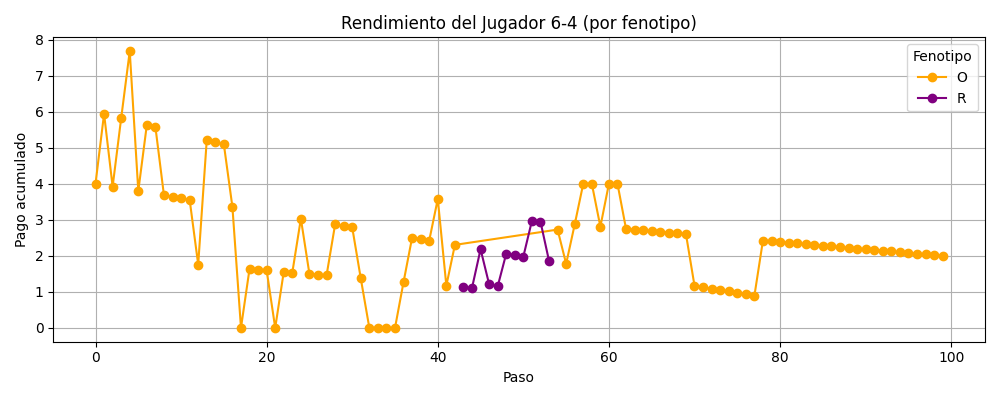 Rendimiento del Jugador 6-4 (por fenotipo)
Pago acumulado
8
7
6
5
4
3
2
1
0
0 20 40 60 80 100
Paso
Fenotipo
O
R